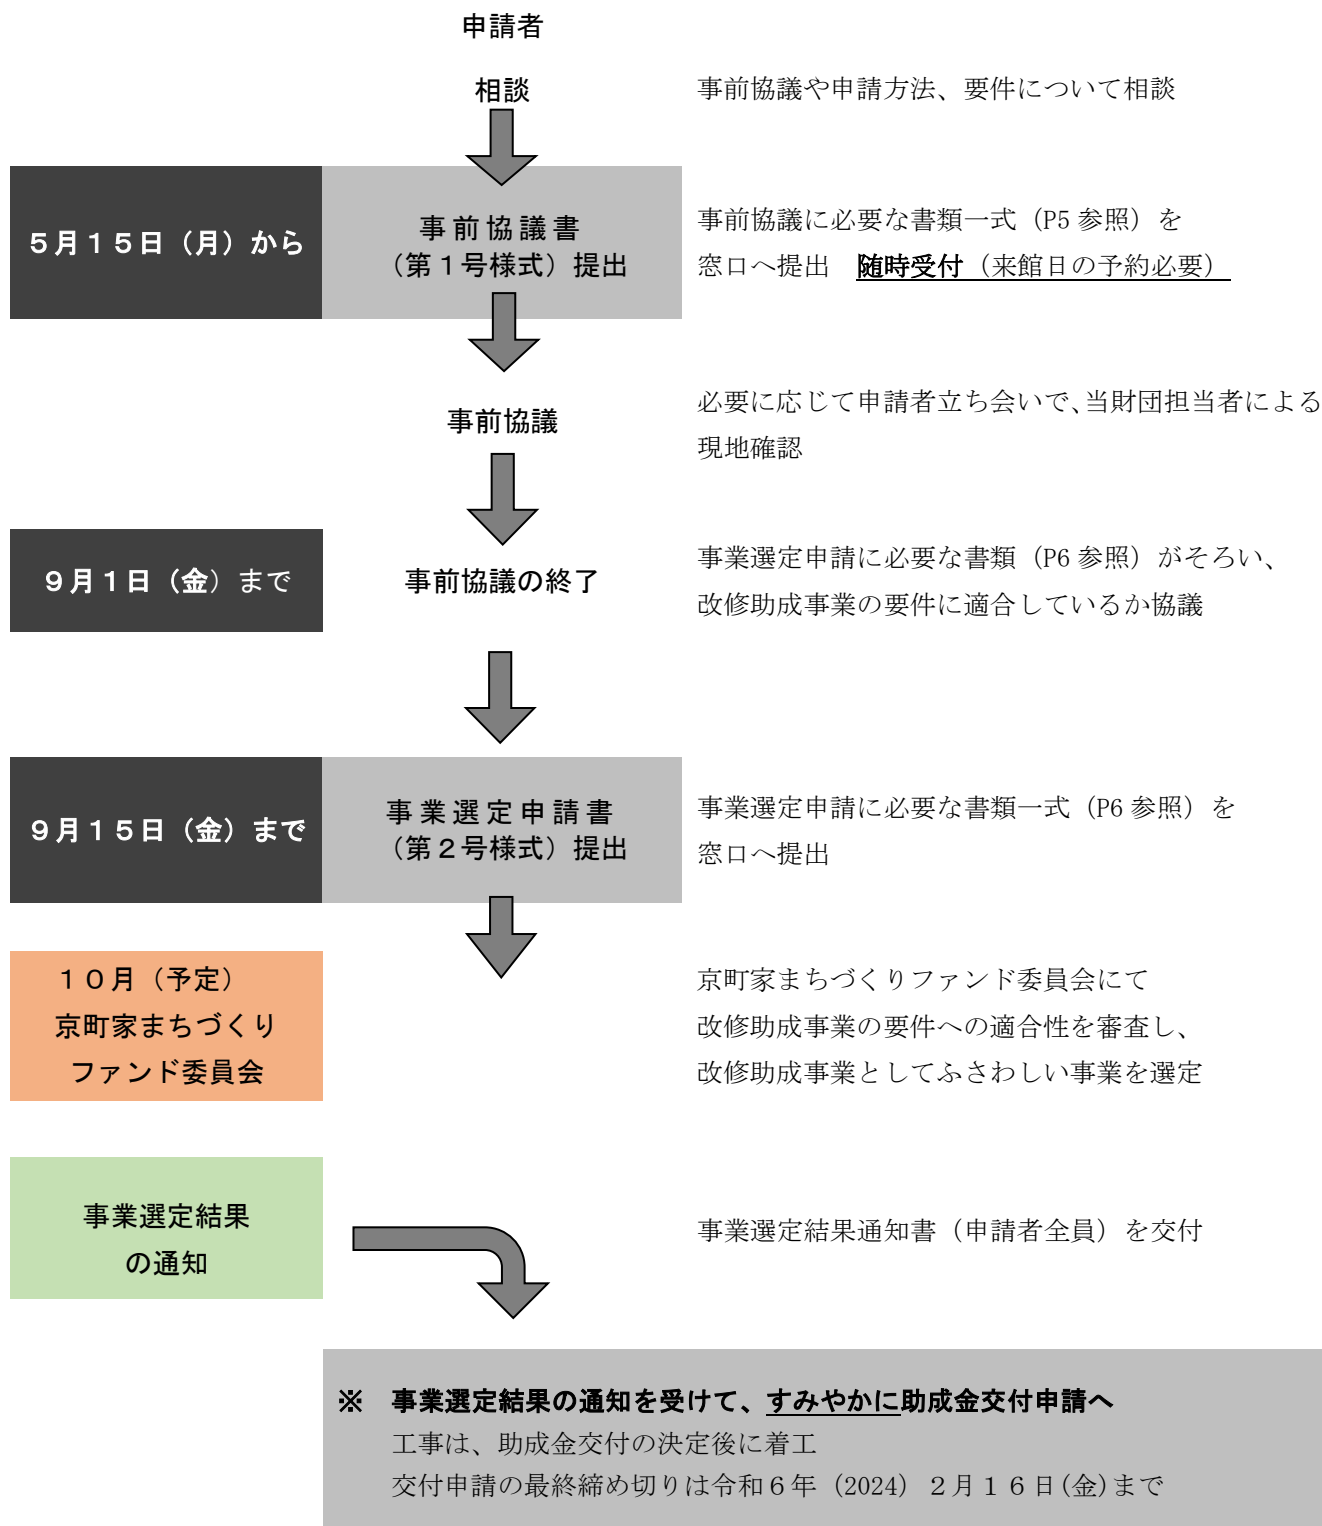 申請者
相談
事前協議や申請方法、要件について相談
５月１５日（月）から
事前協議書
（第１号様式）提出
事前協議に必要な書類一式（P5 参照）を
窓口へ提出　随時受付（来館日の予約必要）
事前協議
必要に応じて申請者立ち会いで、当財団担当者による
現地確認
９月１日（金）まで
事前協議の終了
事業選定申請に必要な書類（P6 参照）がそろい、
改修助成事業の要件に適合しているか協議
９月１５日（金）まで
事業選定申請書
（第２号様式）提出
事業選定申請に必要な書類一式（P6 参照）を
窓口へ提出
１０月（予定）
京町家まちづくり
ファンド委員会
京町家まちづくりファンド委員会にて
改修助成事業の要件への適合性を審査し、
改修助成事業としてふさわしい事業を選定
事業選定結果
の通知
事業選定結果通知書（申請者全員）を交付
※　事業選定結果の通知を受けて、すみやかに助成金交付申請へ
工事は、助成金交付の決定後に着工
交付申請の最終締め切りは令和６年（2024）２月１６日(金)まで